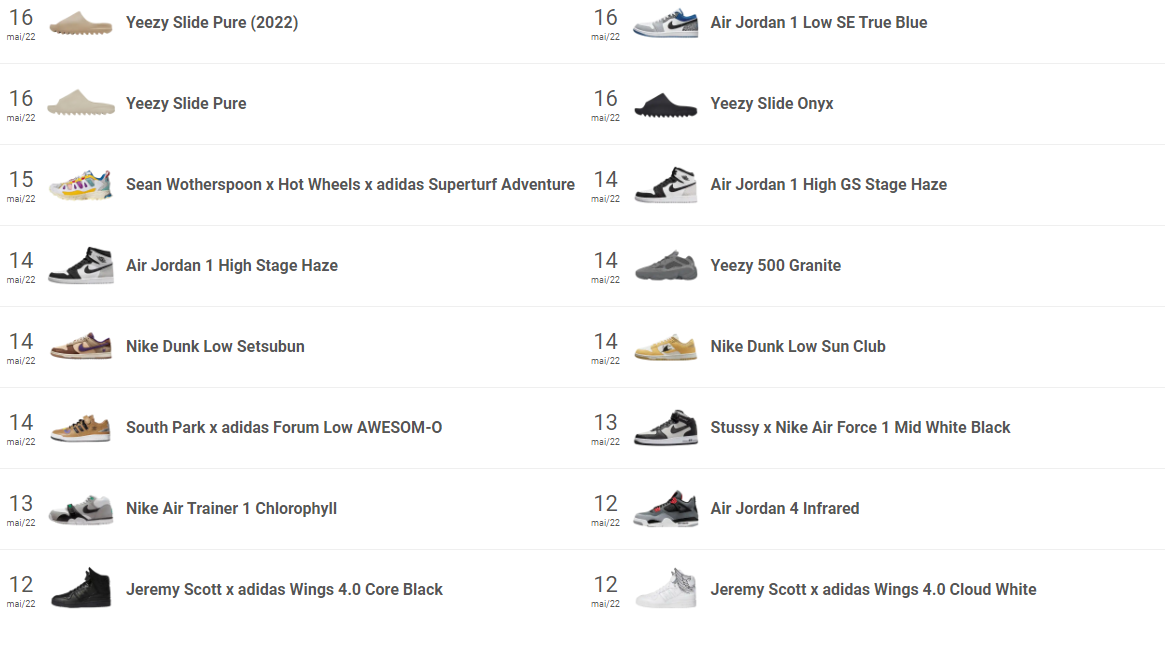 16
mai/22
Yeezy Slide Pure (2022)
16
mai/22
Air Jordan 1 Low SE True Blue
16
mai/22
Yeezy Slide Pure
16
mai/22
Yeezy Slide Onyx
15
mai/22
Sean Wotherspoon x Hot Wheels x adidas Superturf Adventure
14
mai/22
Air Jordan 1 High GS Stage Haze
14
mai/22
Air Jordan 1 High Stage Haze
14
mai/22
Yeezy 500 Granite
14
mai/22
Nike Dunk Low Setsubun
14
mai/22
Nike Dunk Low Sun Club
14
mai/22
South Park x adidas Forum Low AWESOM-O
13
mai/22
Stussy x Nike Air Force 1 Mid White Black
13
mai/22
Nike Air Trainer 1 Chlorophyll
12
mai/22
Air Jordan 4 Infrared
12
mai/22
Jeremy Scott x adidas Wings 4.0 Core Black
12
mai/22
Jeremy Scott x adidas Wings 4.0 Cloud White